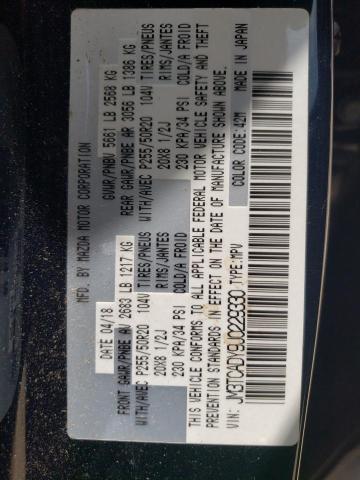 MFD. BY MAZDA MOTOR CORPORATION
DATE 04/18 GVWR/PNBV 5661 LB 2568 KG
FRONT GAWR/PNBE AV 2683 LB 1217 KG REAR GAWR/PNBE AR 3056 LB 1386 KG
WITH/AVEC P255/50R20 104V TIRES/PNEUS WITH/AVEC P255/50R20 104V TIRES/PNEUS
20X8 1/2J RIMS/JANTES 20X8 1/2J RIMS/JANTES
230 KPA/34 PSI COLD/A FROID 230 KPA/34 PSI COLD/A FROID
THIS VEHICLE CONFORMS TO ALL APPLICABLE FEDERAL MOTOR VEHICLE SAFETY AND
THEFT PREVENTION STANDARDS IN EFFECT ON THE DATE OF MANUFACTURE SHOWN ABOVE.
COLOR CODE:42M MADE IN JAPAN
VIN: JM3TCADY9J0229330 TYPE:MPV